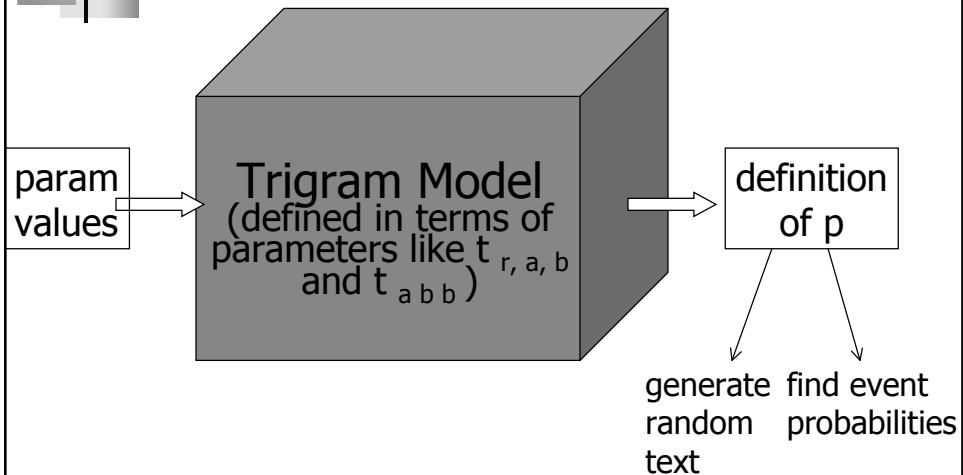 param
values
Trigram Model
(defined in terms of
parameters like t r, a, b
and t a b b )
definition
of p
generate
random
text
find event
probabilities